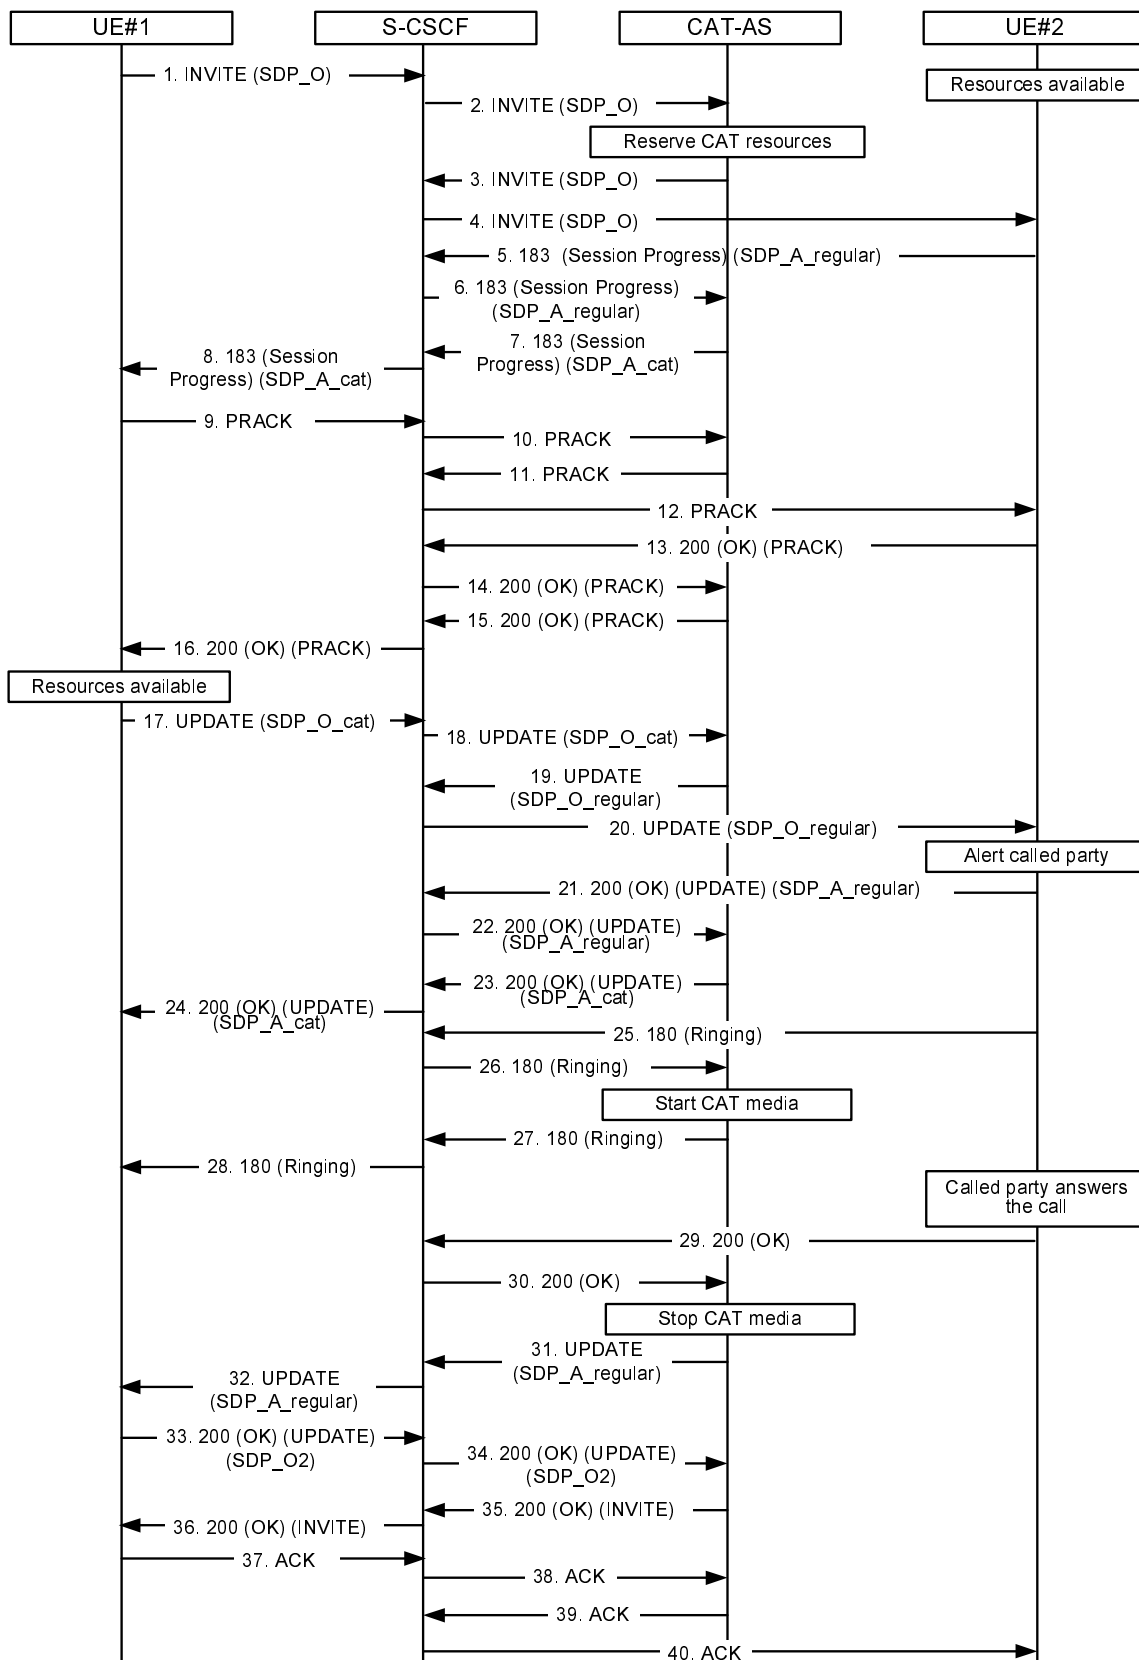 UE#1
S-CSCF
CAT-AS
UE#2
1. INVITE (SDP_O)
Resources available
2. INVITE (SDP_O)
Reserve CAT resources
3. INVITE (SDP_O)
4. INVITE (SDP_O)
5. 183 (Session Progress) (SDP_A_regular)
6. 183 (Session Progress)
(SDP_A_regular)
7. 183 (Session
Progress) (SDP_A_cat)
8. 183 (Session
Progress) (SDP_A_cat)
9. PRACK
10. PRACK
11. PRACK
12. PRACK
13. 200 (OK) (PRACK)
14. 200 (OK) (PRACK)
15. 200 (OK) (PRACK)
16. 200 (OK) (PRACK)
Resources available
17. UPDATE (SDP_O_cat)
18. UPDATE (SDP_O_cat)
19. UPDATE
(SDP_O_regular)
20. UPDATE (SDP_O_regular)
Alert called party
21. 200 (OK) (UPDATE) (SDP_A_regular)
22. 200 (OK) (UPDATE)
(SDP_A_regular)
23. 200 (OK) (UPDATE)
(SDP_A_cat)
24. 200 (OK) (UPDATE)
(SDP_A_cat)
25. 180 (Ringing)
26. 180 (Ringing)
Start CAT media
27. 180 (Ringing)
28. 180 (Ringing)
Called party answers
the call
29. 200 (OK)
30. 200 (OK)
Stop CAT media
31. UPDATE
(SDP_A_regular)
32. UPDATE
(SDP_A_regular)
33. 200 (OK) (UPDATE)
(SDP_O2)
34. 200 (OK) (UPDATE)
(SDP_O2)
35. 200 (OK) (INVITE)
36. 200 (OK) (INVITE)
37. ACK
38. ACK
39. ACK
40. ACK